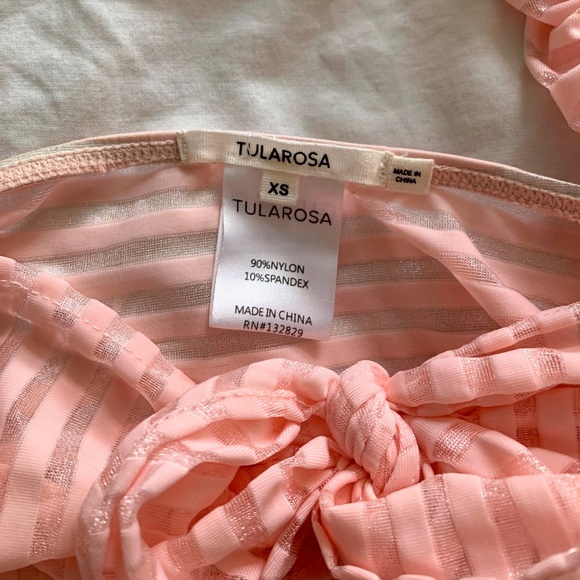 TULAROSA
MADE IN
CHINA
XS
TULAROSA
90%NYLON
10%SPANDEX
MADE IN CHINA
RN#132829